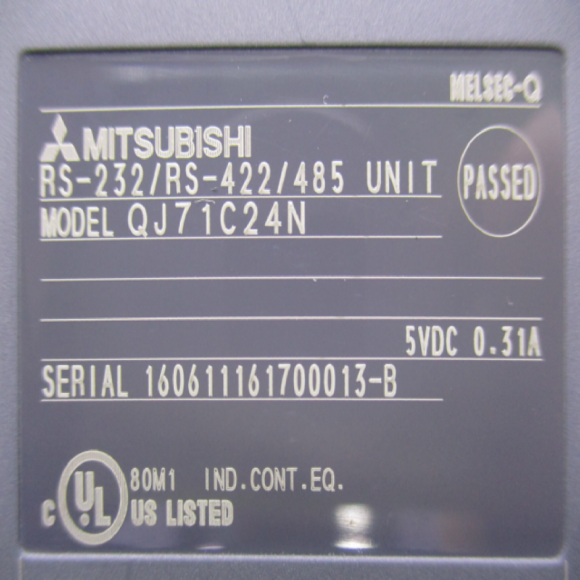 MELSEC-Q
MITSUBISHI
RS-232/RS-422/485 UNIT
PASSED
MODEL QJ71C24N
5VDC 0.31A
SERIAL 160611161700013-B
80M1 IND.CONT.EQ.
C UL US LISTED